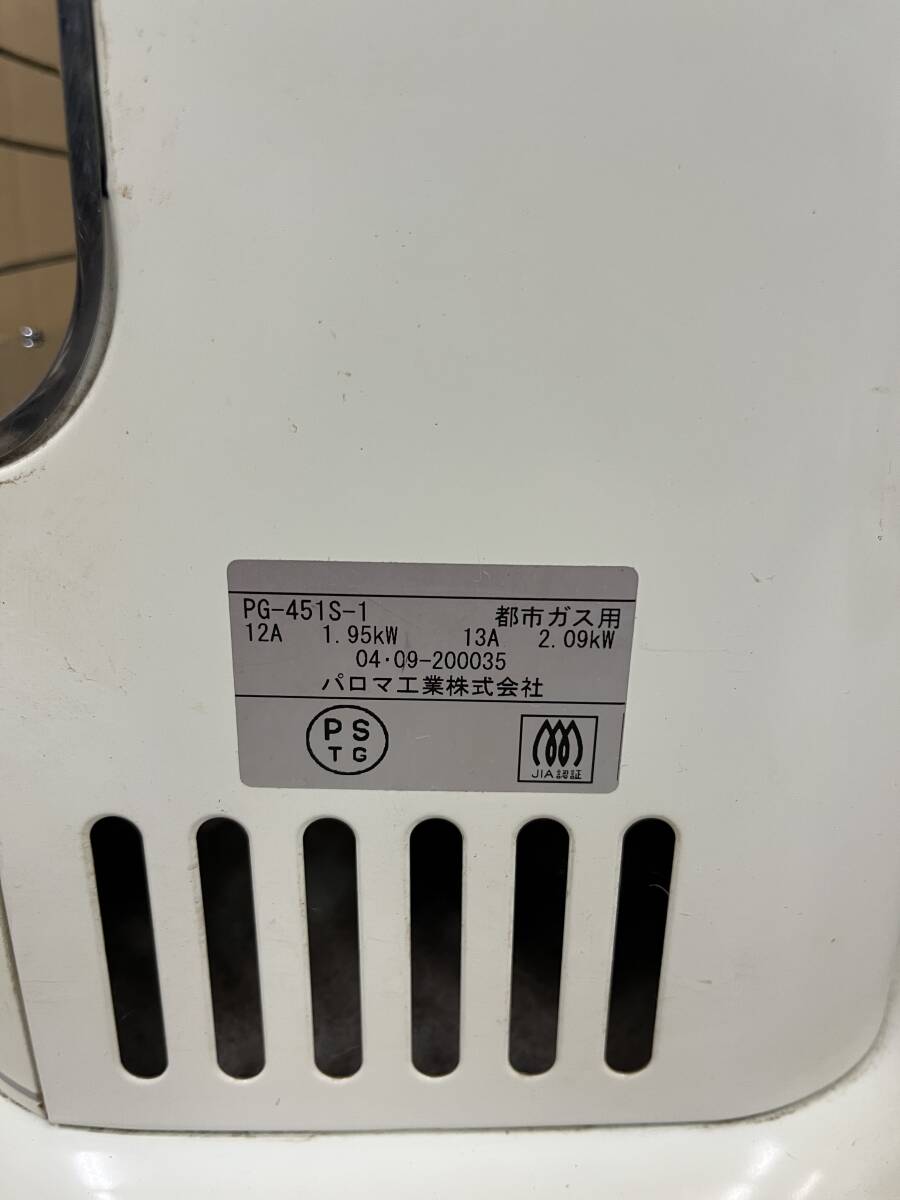 PG-451S-1 都市ガス用
12A 1.95kW 13A 2.09kW
04·09-200035
パロマ工業株式会社
PS
TG
JIA認証